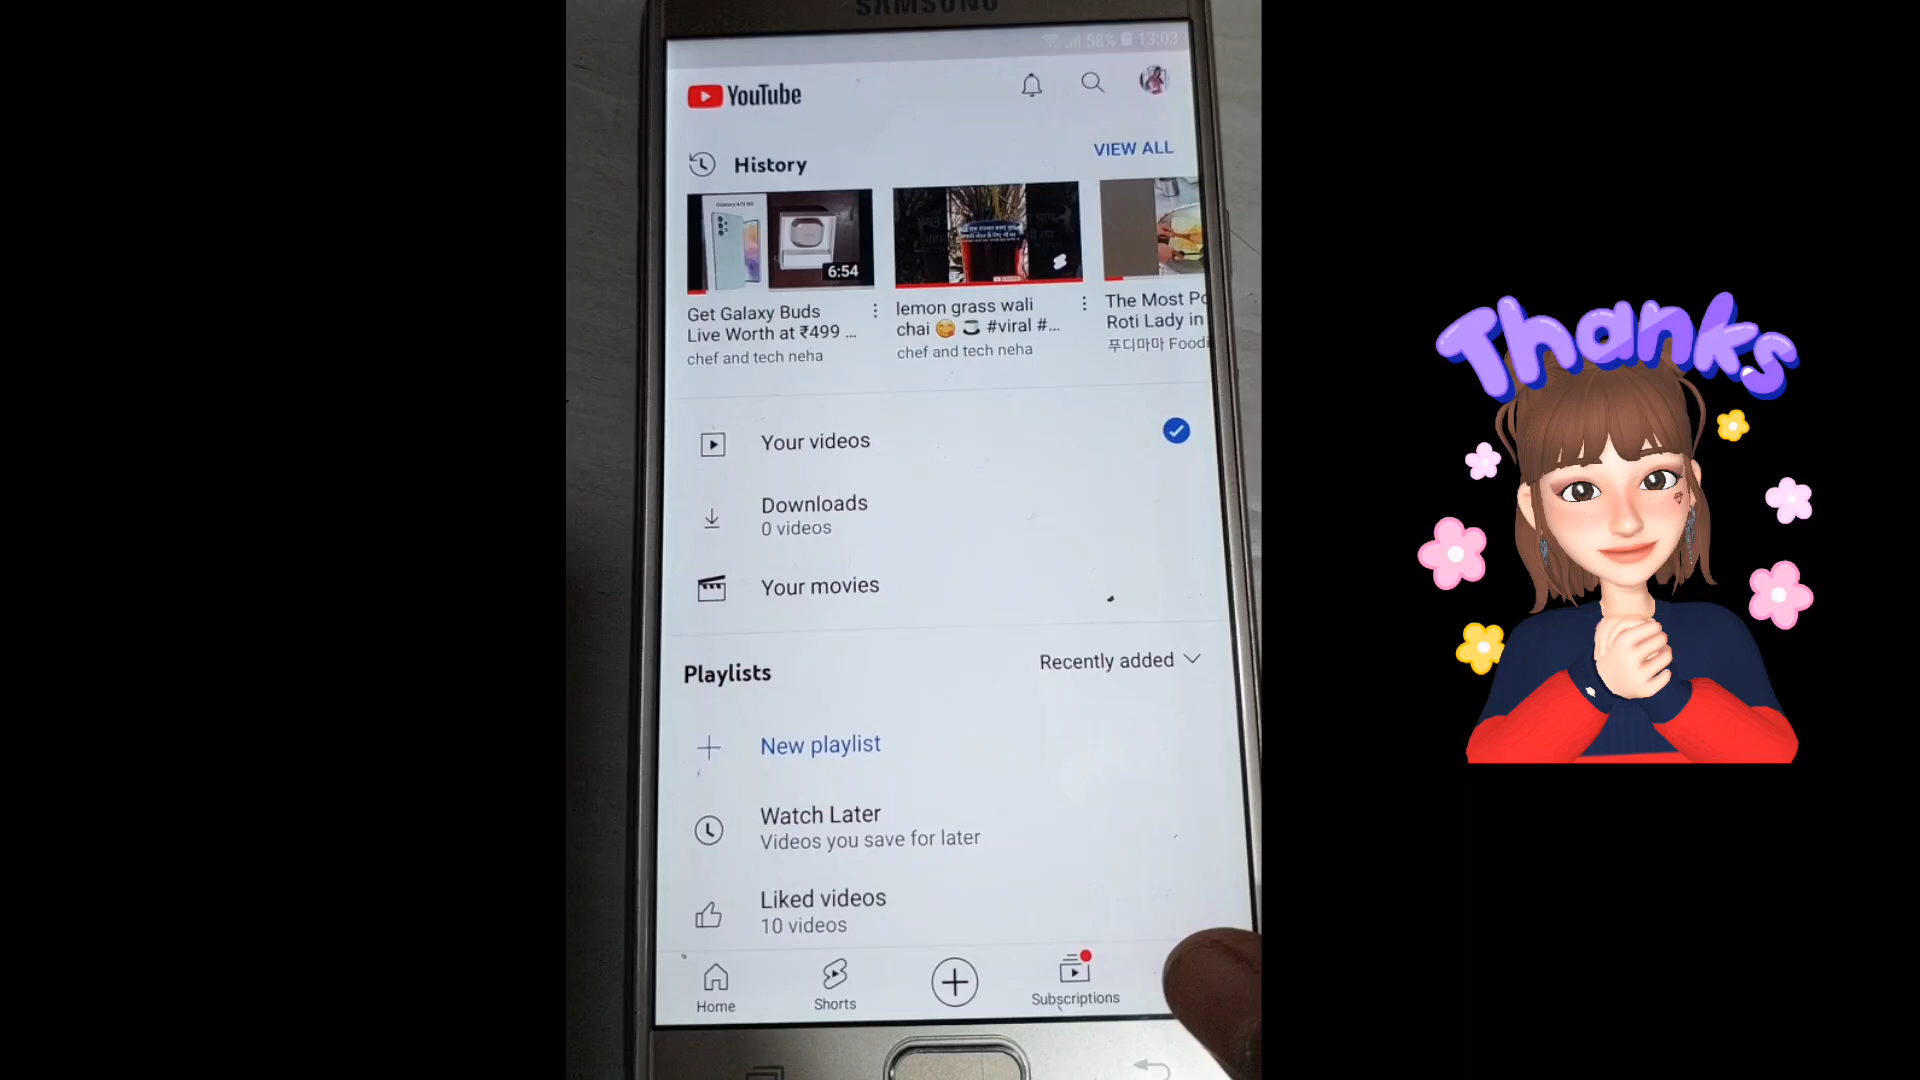 SAMSUNG
58% 13:03
YouTube
History
VIEW ALL
6:54
Get Galaxy Buds
Live Worth at ₹499 ...
chef and tech neha
lemon grass wali
chai 😋 ☕ #viral #...
chef and tech neha
The Most Po
Roti Lady in
푸디마마 Foodi
Your videos
Downloads
0 videos
Your movies
Playlists
Recently added
New playlist
Watch Later
Videos you save for later
Liked videos
10 videos
Home
Shorts
Subscriptions
Thanks